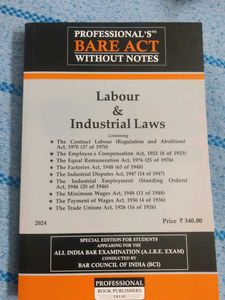 PROFESSIONAL'S™
BARE ACT
WITHOUT NOTES
Labour
&
Industrial Laws
Containing
★ The Contract Labour (Regulation and Abolition)
Act, 1970 (37 of 1970)
★ The Employee's Compensation Act, 1923 (8 of 1923)
★ The Equal Remuneration Act, 1976 (25 of 1976)
★ The Factories Act, 1948 (63 of 1948)
★ The Industrial Disputes Act, 1947 (14 of 1947)
★ The Industrial Employment (Standing Orders)
Act, 1946 (20 of 1946)
★ The Minimum Wages Act, 1948 (11 of 1948)
★ The Payment of Wages Act, 1936 (4 of 1936)
★ The Trade Unions Act, 1926 (16 of 1926)
2024 Price ₹ 340.00
SPECIAL EDITION FOR STUDENTS
APPEARING FOR THE
ALL INDIA BAR EXAMINATION (A.I.B.E. EXAM)
CONDUCTED BY
BAR COUNCIL OF INDIA (BCI)
PROFESSIONAL
BOOK PUBLISHERS
DELHI